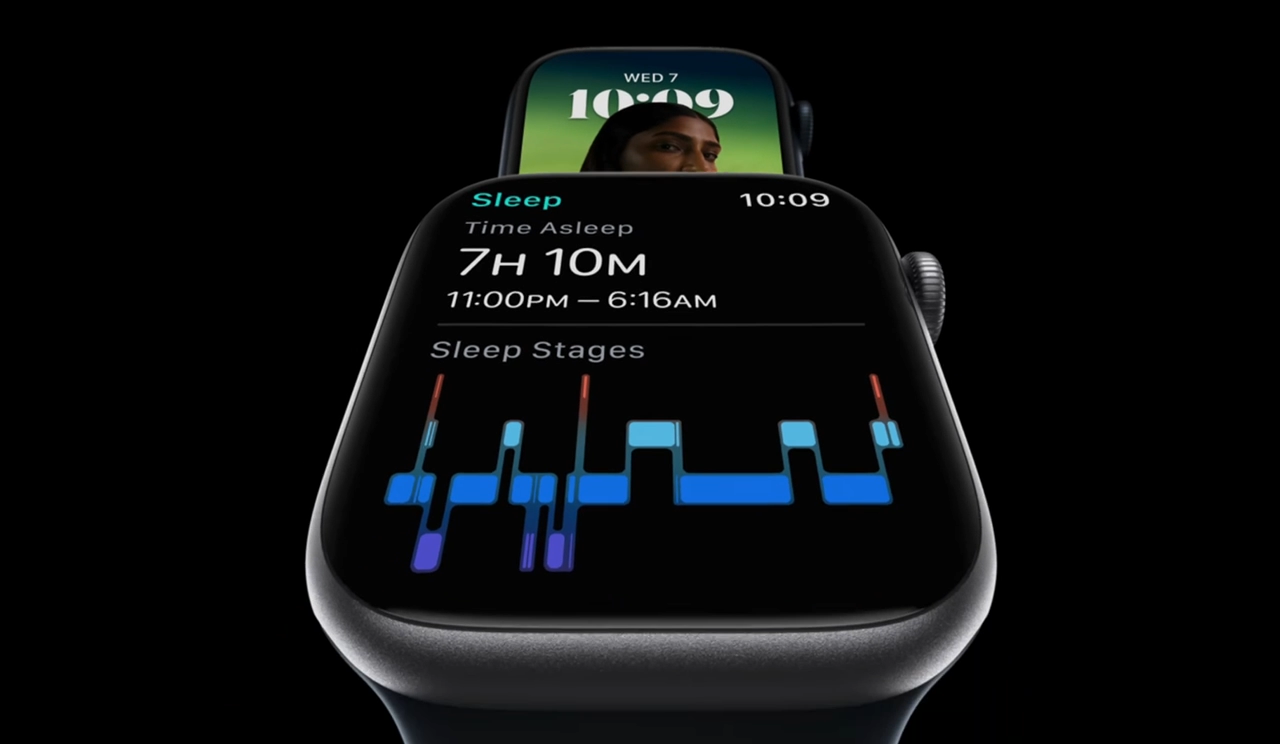 WED 7
10:09
Sleep 10:09
Time Asleep
7H 10M
11:00PM – 6:16AM
Sleep Stages